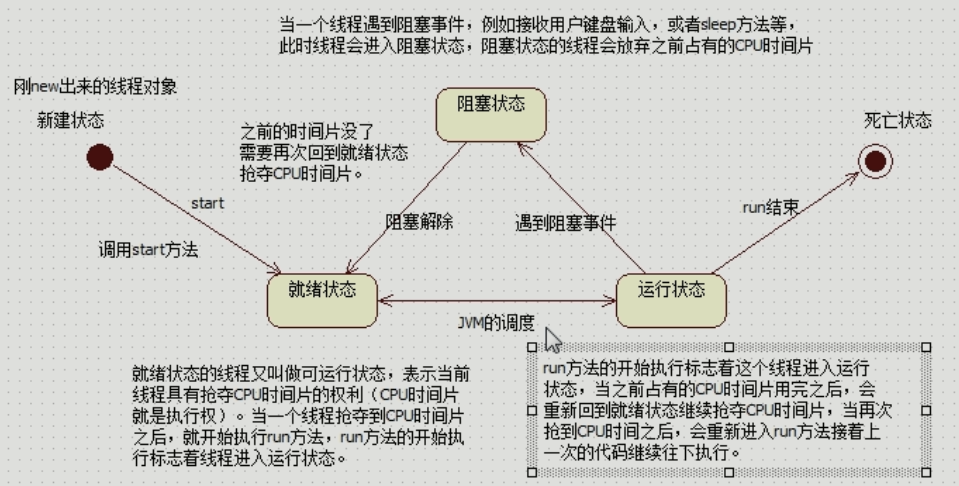 当一个线程遇到阻塞事件，例如接收用户键盘输入，或者sleep方法等，
此时线程会进入阻塞状态，阻塞状态的线程会放弃之前占有的CPU时间片
刚new出来的线程对象
新建状态
阻塞状态
死亡状态
之前的时间片没了
需要再次回到就绪状态
抢夺CPU时间片。
start
run结束
阻塞解除
遇到阻塞事件
调用start方法
就绪状态
运行状态
JVM的调度
就绪状态的线程又叫做可运行状态，表示当前
线程具有抢夺CPU时间片的权利（CPU时间片
就是执行权）。当一个线程抢夺到CPU时间片
之后，就开始执行run方法，run方法的开始执
行标志着线程进入运行状态。
run方法的开始执行标志着这个线程进入运行
状态，当之前占有的CPU时间片用完之后，会
重新回到就绪状态继续抢夺CPU时间片，当再次
抢到CPU时间之后，会重新进入run方法接着上
一次的代码继续往下执行。